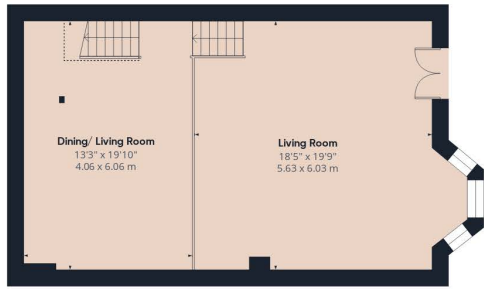 Dining/ Living Room
13'3" x 19'10"
4.06 x 6.06 m
Living Room
18'5" x 19'9"
5.63 x 6.03 m